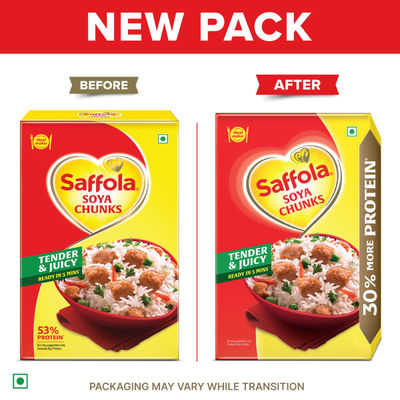 NEW PACK
BEFORE
AFTER
Saffola
SOYA
CHUNKS
TENDER
& JUICY
READY IN 5 MINS*
53%
PROTEIN*
Saffola
SOYA
CHUNKS
TENDER
& JUICY
READY IN 5 MINS*
30% MORE PROTEIN*
PACKAGING MAY VARY WHILE TRANSITION